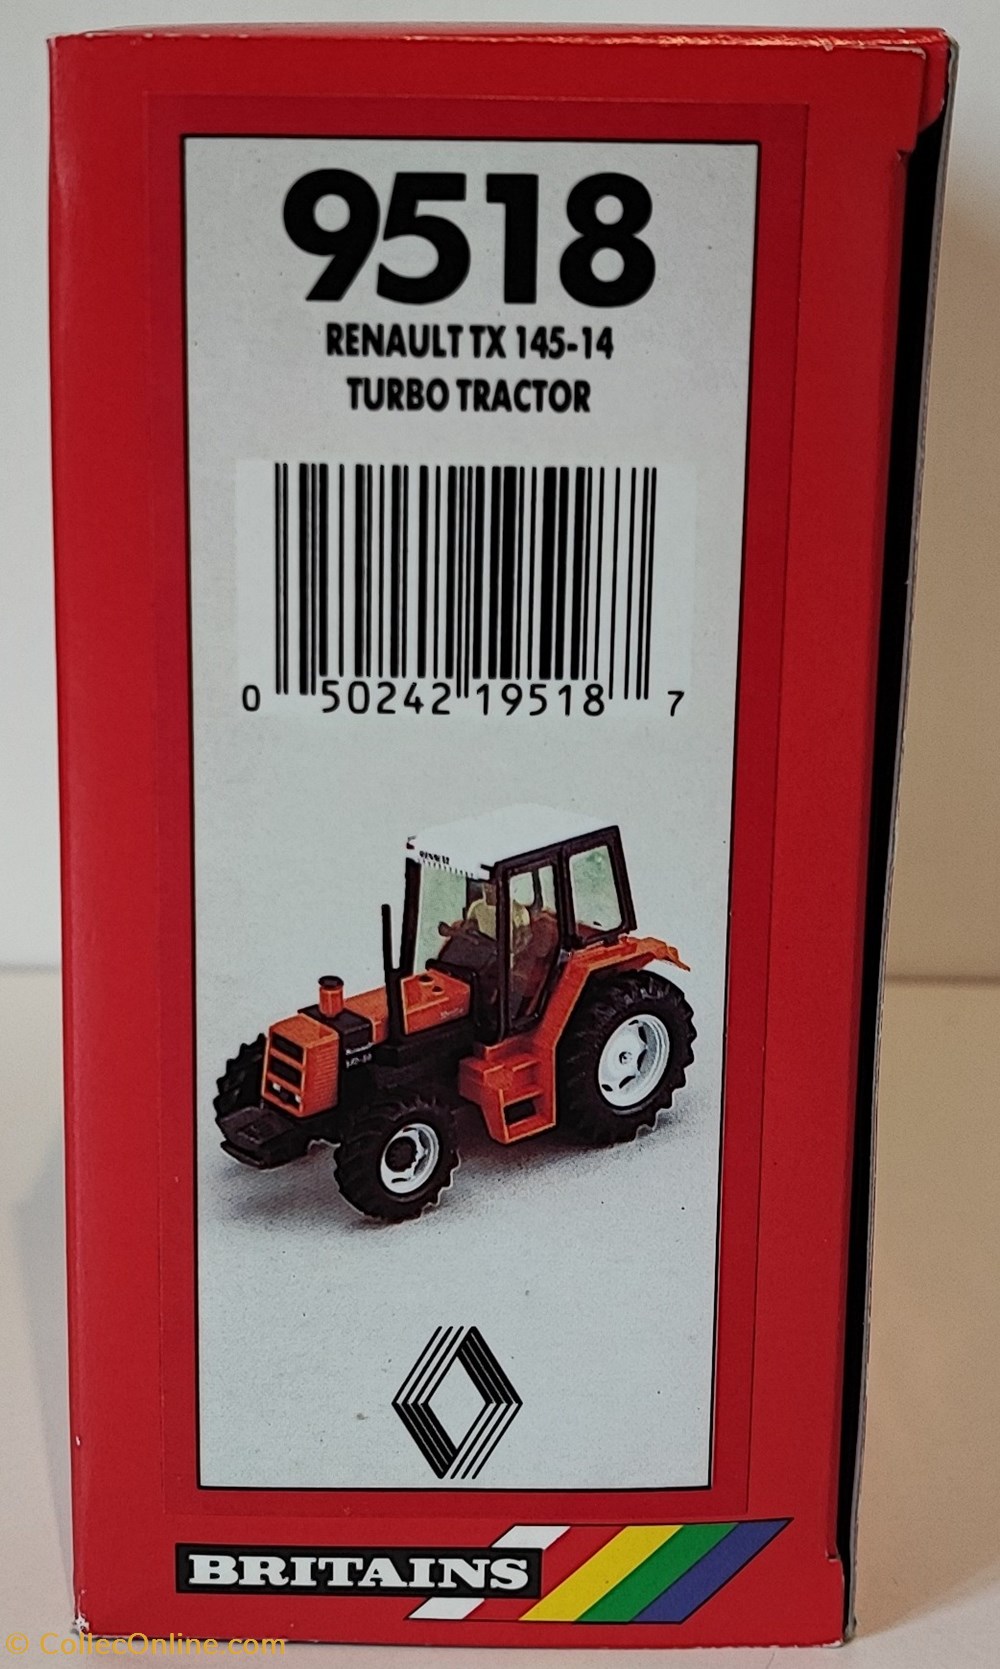 9518
RENAULT TX 145-14
TURBO TRACTOR
0 50242 19518 7
BRITAINS
© CollecOnline.com